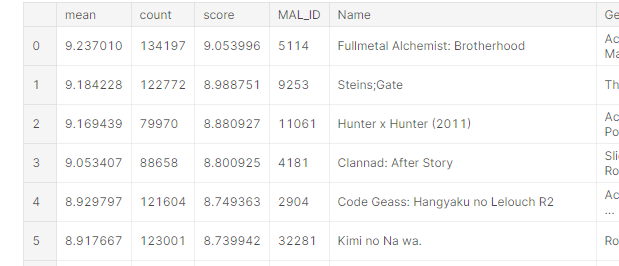 mean count score MAL_ID Name Ge
0 9.237010 134197 9.053996 5114 Fullmetal Alchemist: Brotherhood Ac
Ma
1 9.184228 122772 8.988751 9253 Steins;Gate Th
2 9.169439 79970 8.880927 11061 Hunter x Hunter (2011) Ac
Po
3 9.053407 88658 8.800925 4181 Clannad: After Story Sli
Ro
4 8.929797 121604 8.749363 2904 Code Geass: Hangyaku no Lelouch R2 Ac
...
5 8.917667 123001 8.739942 32281 Kimi no Na wa. Ro